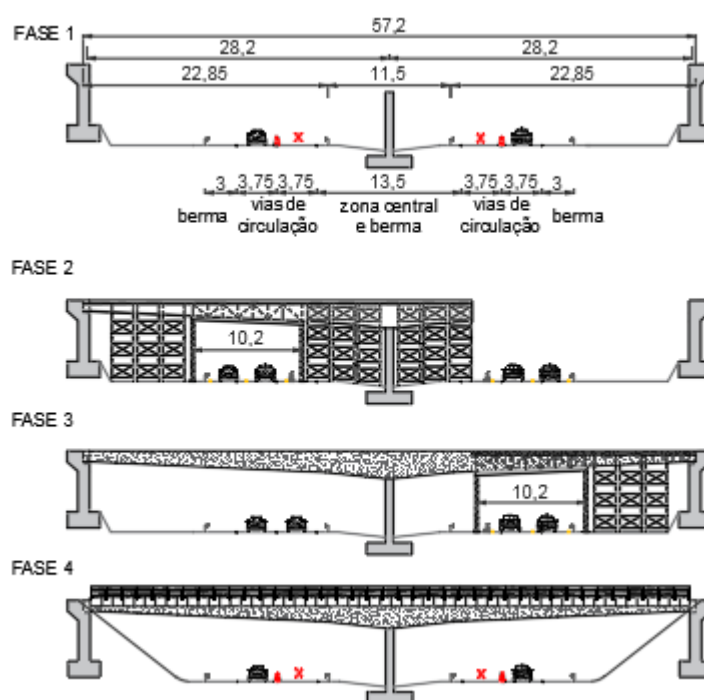 FASE 1
57,2
28,2 28,2
22,85 11,5 22,85
3 3,75 3,75 13,5 3,75 3,75 3
berma vias de circulação zona central e berma vias de circulação berma
FASE 2
10,2
FASE 3
10,2
FASE 4